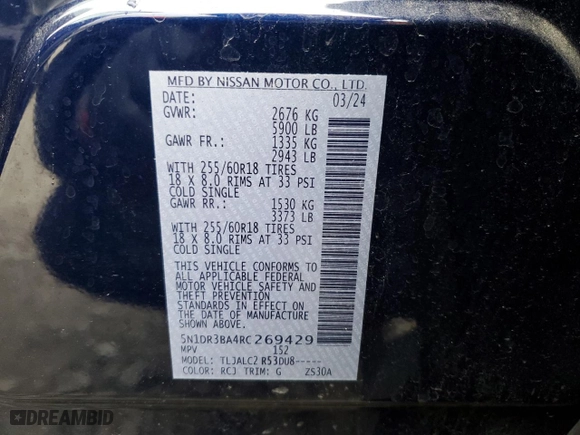 MFD BY NISSAN MOTOR CO., LTD.
DATE: 03/24
GVWR: 2676 KG
5900 LB
GAWR FR.: 1335 KG
2943 LB
WITH 255/60R18 TIRES
18 X 8.0 RIMS AT 33 PSI
COLD SINGLE
GAWR RR.: 1530 KG
3373 LB
WITH 255/60R18 TIRES
18 X 8.0 RIMS AT 33 PSI
COLD SINGLE
THIS VEHICLE CONFORMS TO
ALL APPLICABLE FEDERAL
MOTOR VEHICLE SAFETY AND
THEFT PREVENTION
STANDARDS IN EFFECT ON
THE DATE OF MANUFACTURE
SHOWN ABOVE.
5N1DR3BA4RC269429
MPV 152
MODEL: TLJALC2 R53DU8-----
COLOR: RCJ TRIM: G ZS30A
DREAMBID